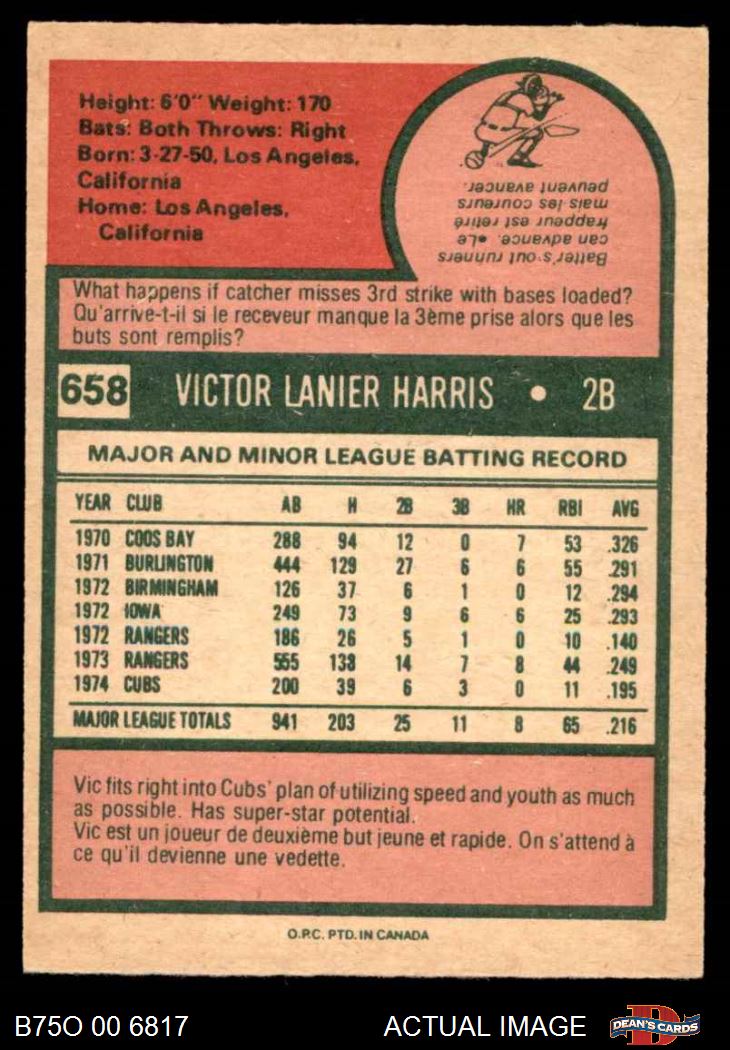 Height: 6'0" Weight: 170
Bats: Both Throws: Right
Born: 3-27-50, Los Angeles,
California
Home: Los Angeles,
California
Batter's out; runners
can advance. •Le
frappeur est retiré
mais les coureurs
peuvent avancer.
What happens if catcher misses 3rd strike with bases loaded?
Qu'arrive-t-il si le receveur manque la 3ème prise alors que les
buts sont remplis?
658 VICTOR LANIER HARRIS • 2B
MAJOR AND MINOR LEAGUE BATTING RECORD
YEAR CLUB AB H 2B 3B HR RBI AVG
1970 COOS BAY 288 94 12 0 7 53 .326
1971 BURLINGTON 444 129 27 6 6 55 .291
1972 BIRMINGHAM 126 37 6 1 0 12 .294
1972 IOWA 249 73 9 6 6 25 .293
1972 RANGERS 186 26 5 1 0 10 .140
1973 RANGERS 555 138 14 7 8 44 .249
1974 CUBS 200 39 6 3 0 11 .195
MAJOR LEAGUE TOTALS 941 203 25 11 8 65 .216
Vic fits right into Cubs' plan of utilizing speed and youth as much
as possible. Has super-star potential.
Vic est un joueur de deuxième but jeune et rapide. On s'attend à
ce qu'il devienne une vedette.
O.P.C. PTD. IN CANADA
B75O 00 6817 ACTUAL IMAGE DEAN'S CARDS